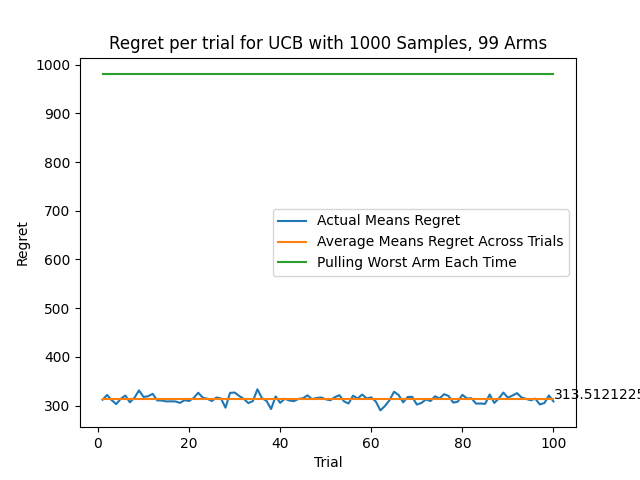 Regret per trial for UCB with 1000 Samples, 99 Arms
1000
900
800
700
600
500
400
300
Regret
Actual Means Regret
Average Means Regret Across Trials
Pulling Worst Arm Each Time
313.5121225
0
20
40
60
80
100
Trial